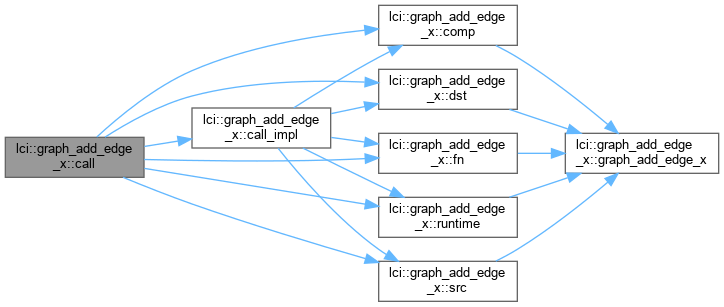 lci::graph_add_edge
_x::call
lci::graph_add_edge
_x::call_impl
lci::graph_add_edge
_x::comp
lci::graph_add_edge
_x::dst
lci::graph_add_edge
_x::fn
lci::graph_add_edge
_x::runtime
lci::graph_add_edge
_x::src
lci::graph_add_edge
_x::graph_add_edge_x